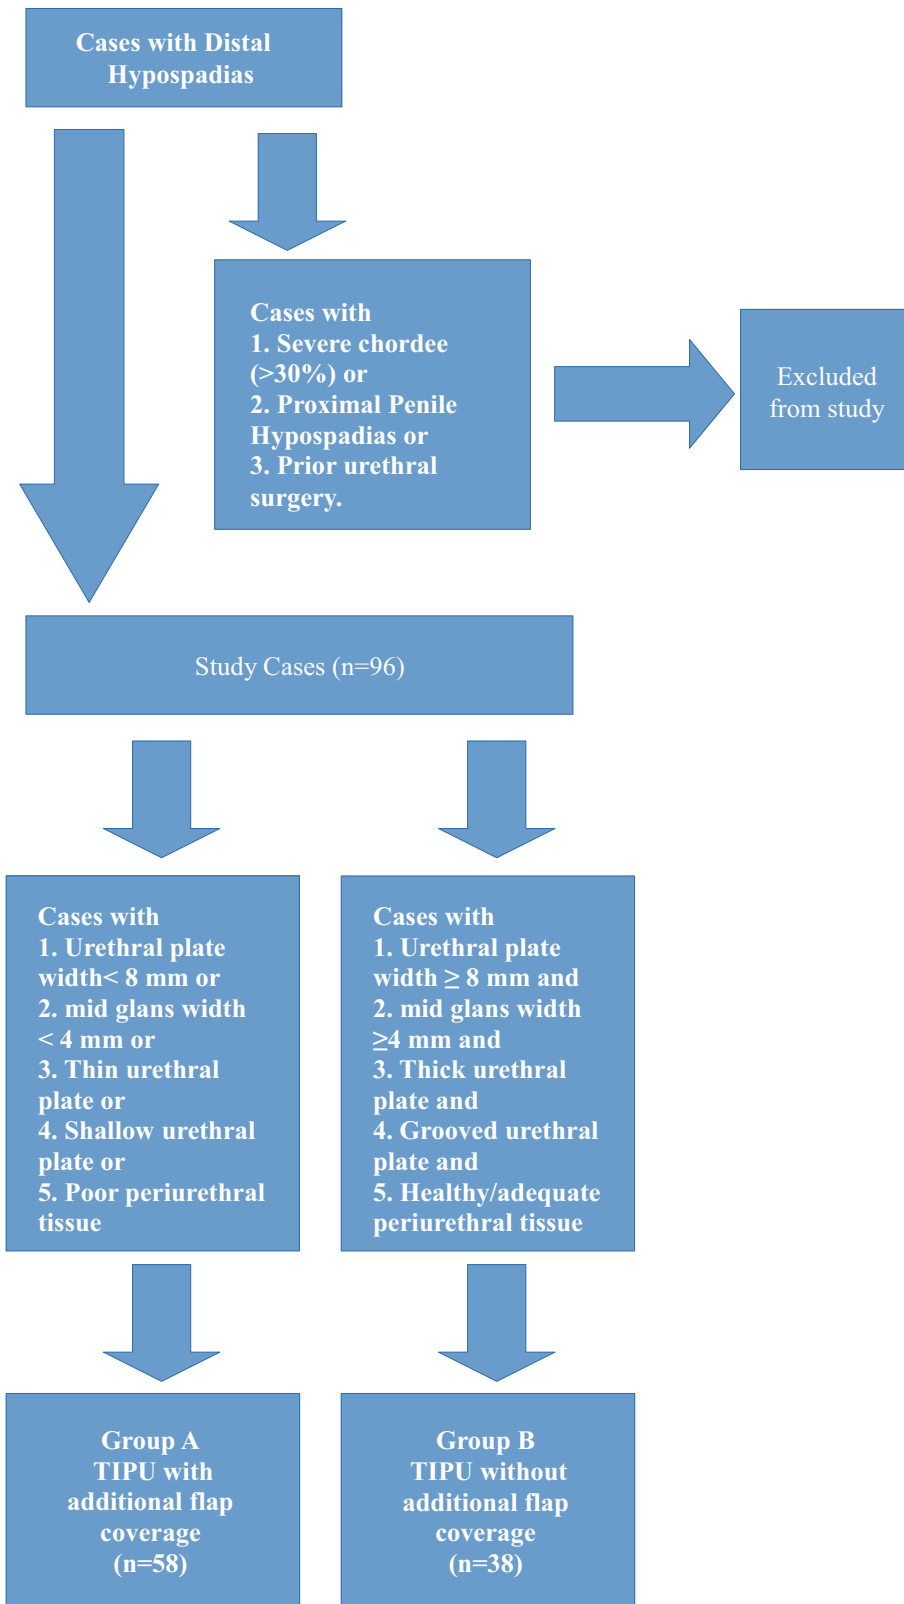 Cases with Distal
Hypospadias
Cases with
1. Severe chordee
(>30%) or
2. Proximal Penile
Hypospadias or
3. Prior urethral
surgery.
Excluded
from study
Study Cases (n=96)
Cases with
1. Urethral plate
width< 8 mm or
2. mid glans width
< 4 mm or
3. Thin urethral
plate or
4. Shallow urethral
plate or
5. Poor periurethral
tissue
Cases with
1. Urethral plate
width ≥ 8 mm and
2. mid glans width
≥4 mm and
3. Thick urethral
plate and
4. Grooved urethral
plate and
5. Healthy/adequate
periurethral tissue
Group A
TIPU with
additional flap
coverage
(n=58)
Group B
TIPU without
additional flap
coverage
(n=38)